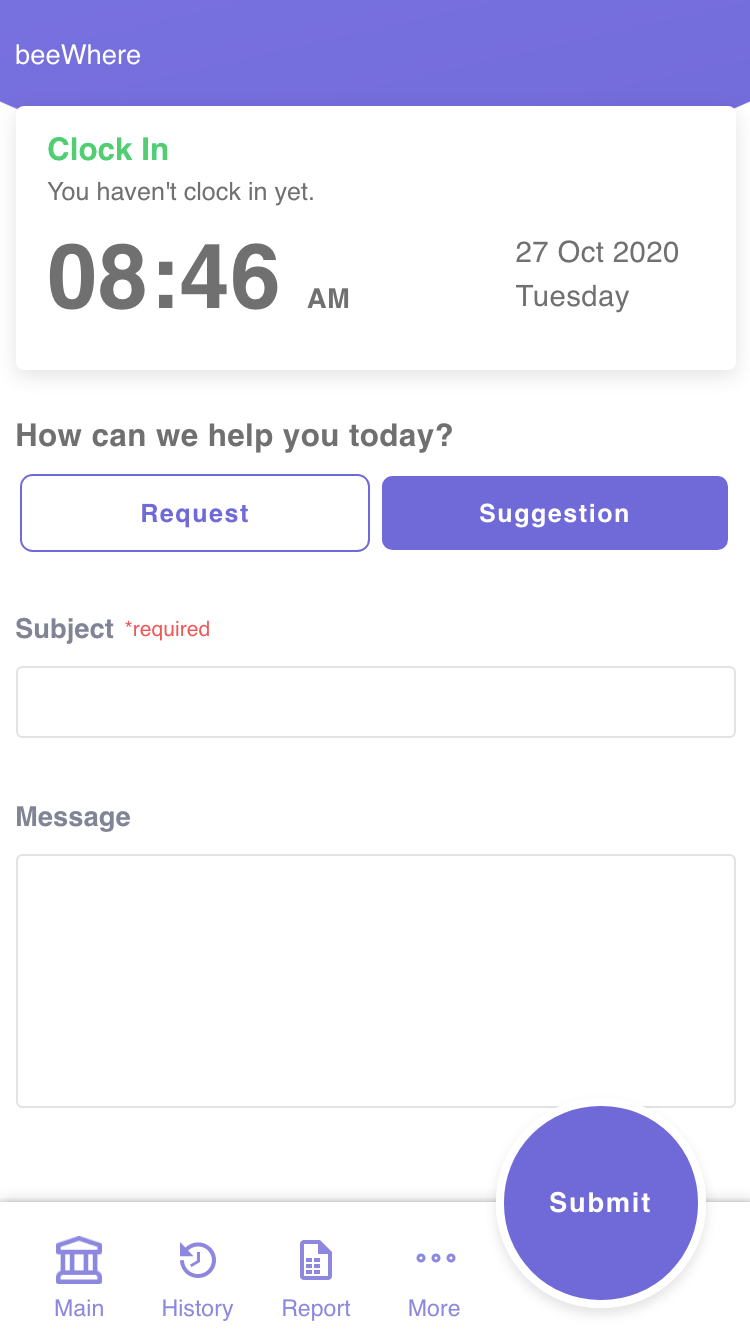 beeWhere
Clock In
You haven't clock in yet.
08:46 AM
27 Oct 2020
Tuesday
How can we help you today?
Request
Suggestion
Subject *required
Message
Submit
Main
History
Report
More